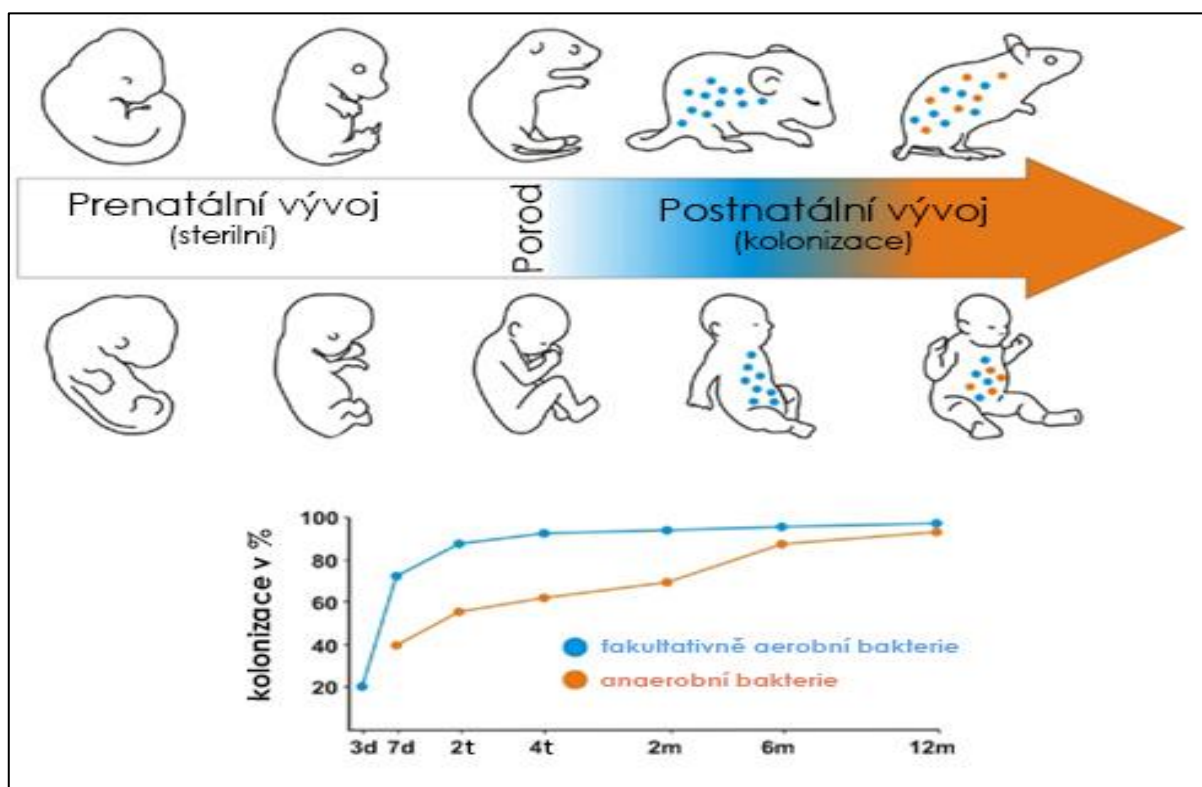 Prenatální vývoj
(sterilní)
Porod
Postnatální vývoj
(kolonizace)
kolonizace v %
100
80
60
40
20
fakultativně aerobní bakterie
anaerobní bakterie
3d 7d 2t 4t 2m 6m 12m